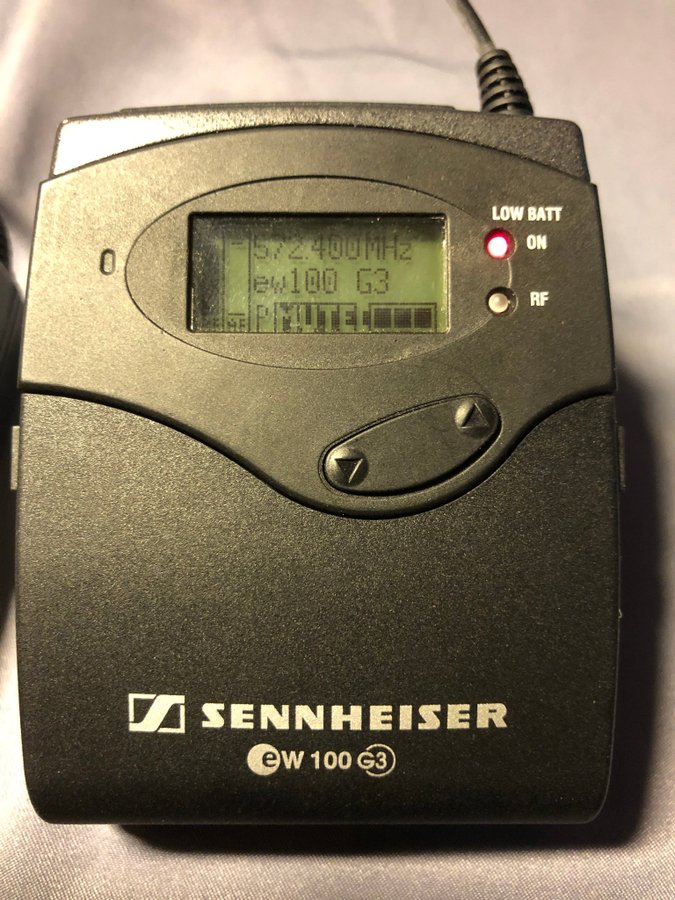 LOW BATT
ON
572.400MHz
ew100 G3
RF
P MUTE
SENNHEISER
ew 100 G3